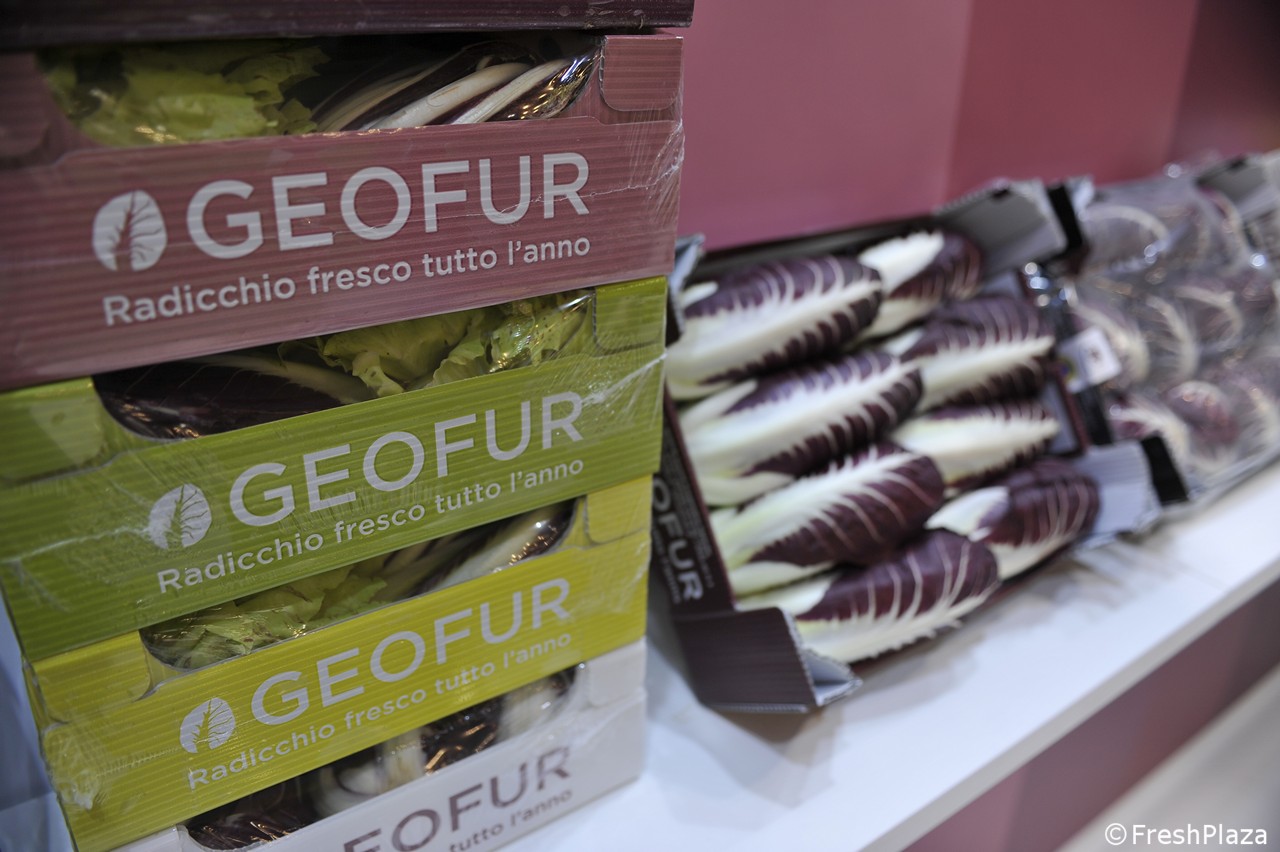 GEOFUR
Radicchio fresco tutto l'anno
GEOFUR
Radicchio fresco tutto l'anno
GEOFUR
Radicchio fresco tutto l'anno
GEOFUR
tutto l'anno
OFUR
©FreshPlaza